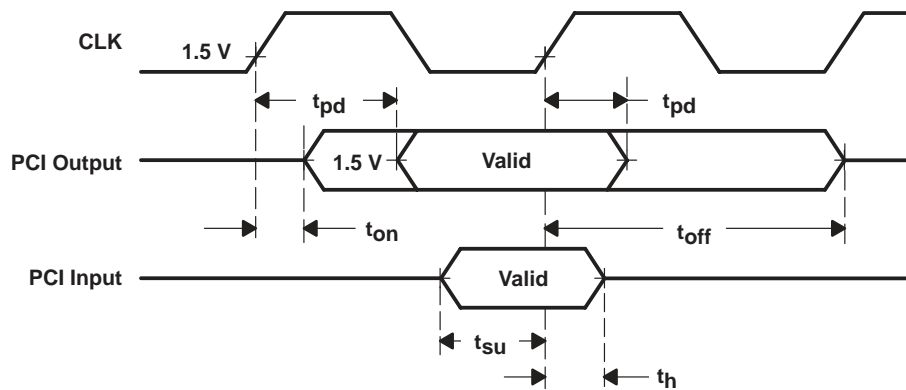 CLK
1.5 V
tpd
tpd
PCI Output
1.5 V
Valid
ton
toff
PCI Input
Valid
tsu
th